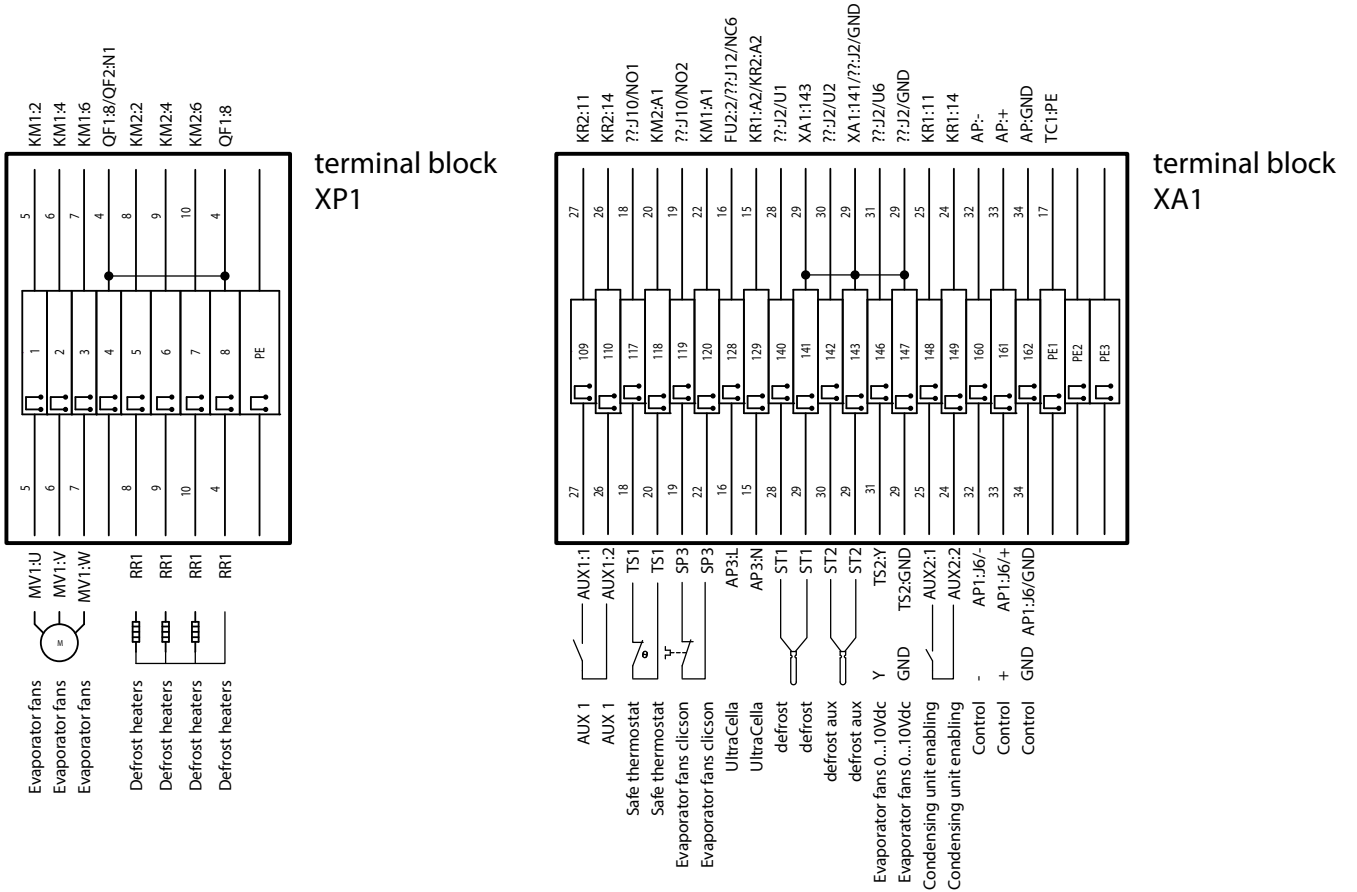 KM1:2
KM1:4
KM1:6
QF1:8/QF2:N1
KM2:2
KM2:4
KM2:6
QF1:8
terminal block
XP1
5
6
7
4
8
9
10
4
1
2
3
4
5
6
7
8
PE
5
6
7
8
9
10
4
MV1:U
MV1:V
MV1:W
RR1
RR1
RR1
RR1
M
Evaporator fans
Evaporator fans
Evaporator fans
Defrost heaters
Defrost heaters
Defrost heaters
Defrost heaters
KR2:11
KR2:14
??:J10/NO1
KM2:A1
??:J10/NO2
KM1:A1
FU2:2/??:J12/NC6
KR1:A2/KR2:A2
??:J2/U1
XA1:143
??:J2/U2
XA1:141/??:J2/GND
??:J2/U6
??:J2/GND
KR1:11
KR1:14
AP:-
AP:+
AP:GND
TC1:PE
terminal block
XA1
27
26
18
20
19
22
16
15
28
29
30
29
31
29
25
24
32
33
34
17
109
110
117
118
119
120
128
129
140
141
142
143
146
147
148
149
160
161
162
PE1
PE2
PE3
27
26
18
20
19
22
16
15
28
29
30
29
31
29
25
24
32
33
34
AUX1:1
AUX1:2
TS1
TS1
SP3
SP3
AP3:L
AP3:N
ST1
ST1
ST2
ST2
TS2:Y
TS2:GND
AUX2:1
AUX2:2
AP1:J6/-
AP1:J6/+
AP1:J6/GND
θ
Y
GND
-
+
GND
AUX 1
AUX 1
Safe thermostat
Safe thermostat
Evaporator fans clicson
Evaporator fans clicson
UltraCella
UltraCella
defrost
defrost
defrost aux
defrost aux
Evaporator fans 0...10Vdc
Evaporator fans 0...10Vdc
Condensing unit enabling
Condensing unit enabling
Control
Control
Control